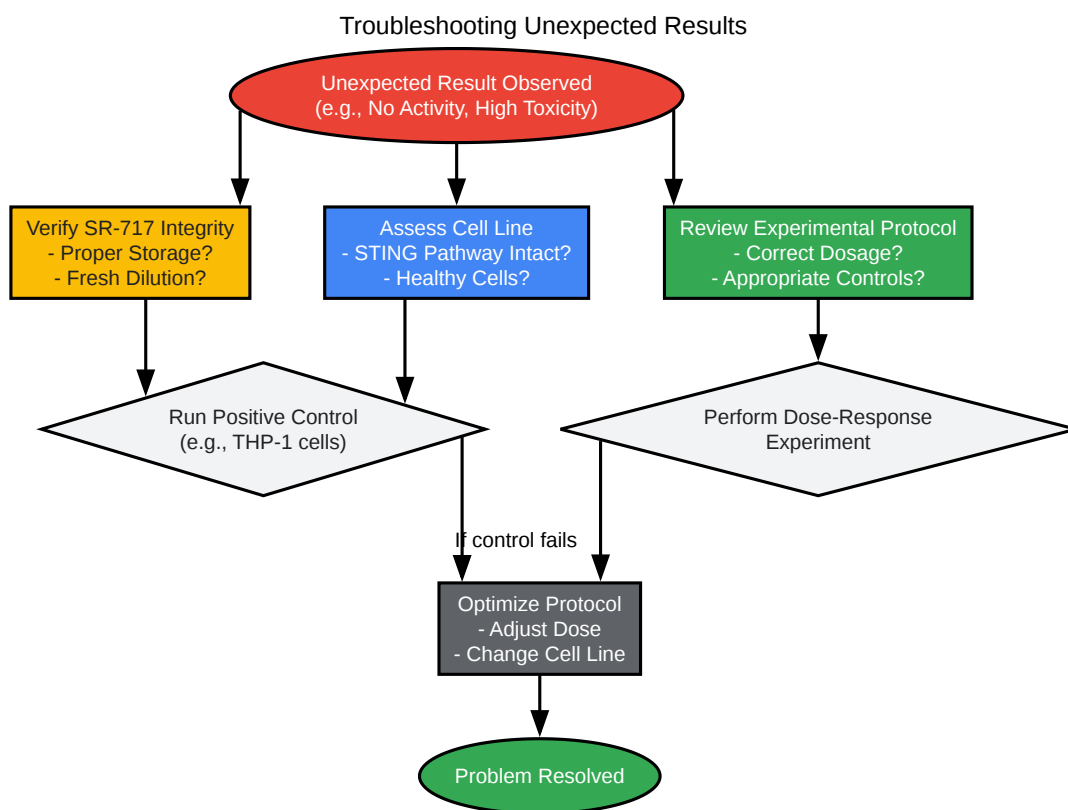 Troubleshooting Unexpected Results
Unexpected Result Observed
(e.g., No Activity, High Toxicity)
Verify SR-717 Integrity
- Proper Storage?
- Fresh Dilution?
Assess Cell Line
- STING Pathway Intact?
- Healthy Cells?
Review Experimental Protocol
- Correct Dosage?
- Appropriate Controls?
Run Positive Control
(e.g., THP-1 cells)
Perform Dose-Response
Experiment
If control fails
Optimize Protocol
- Adjust Dose
- Change Cell Line
Problem Resolved